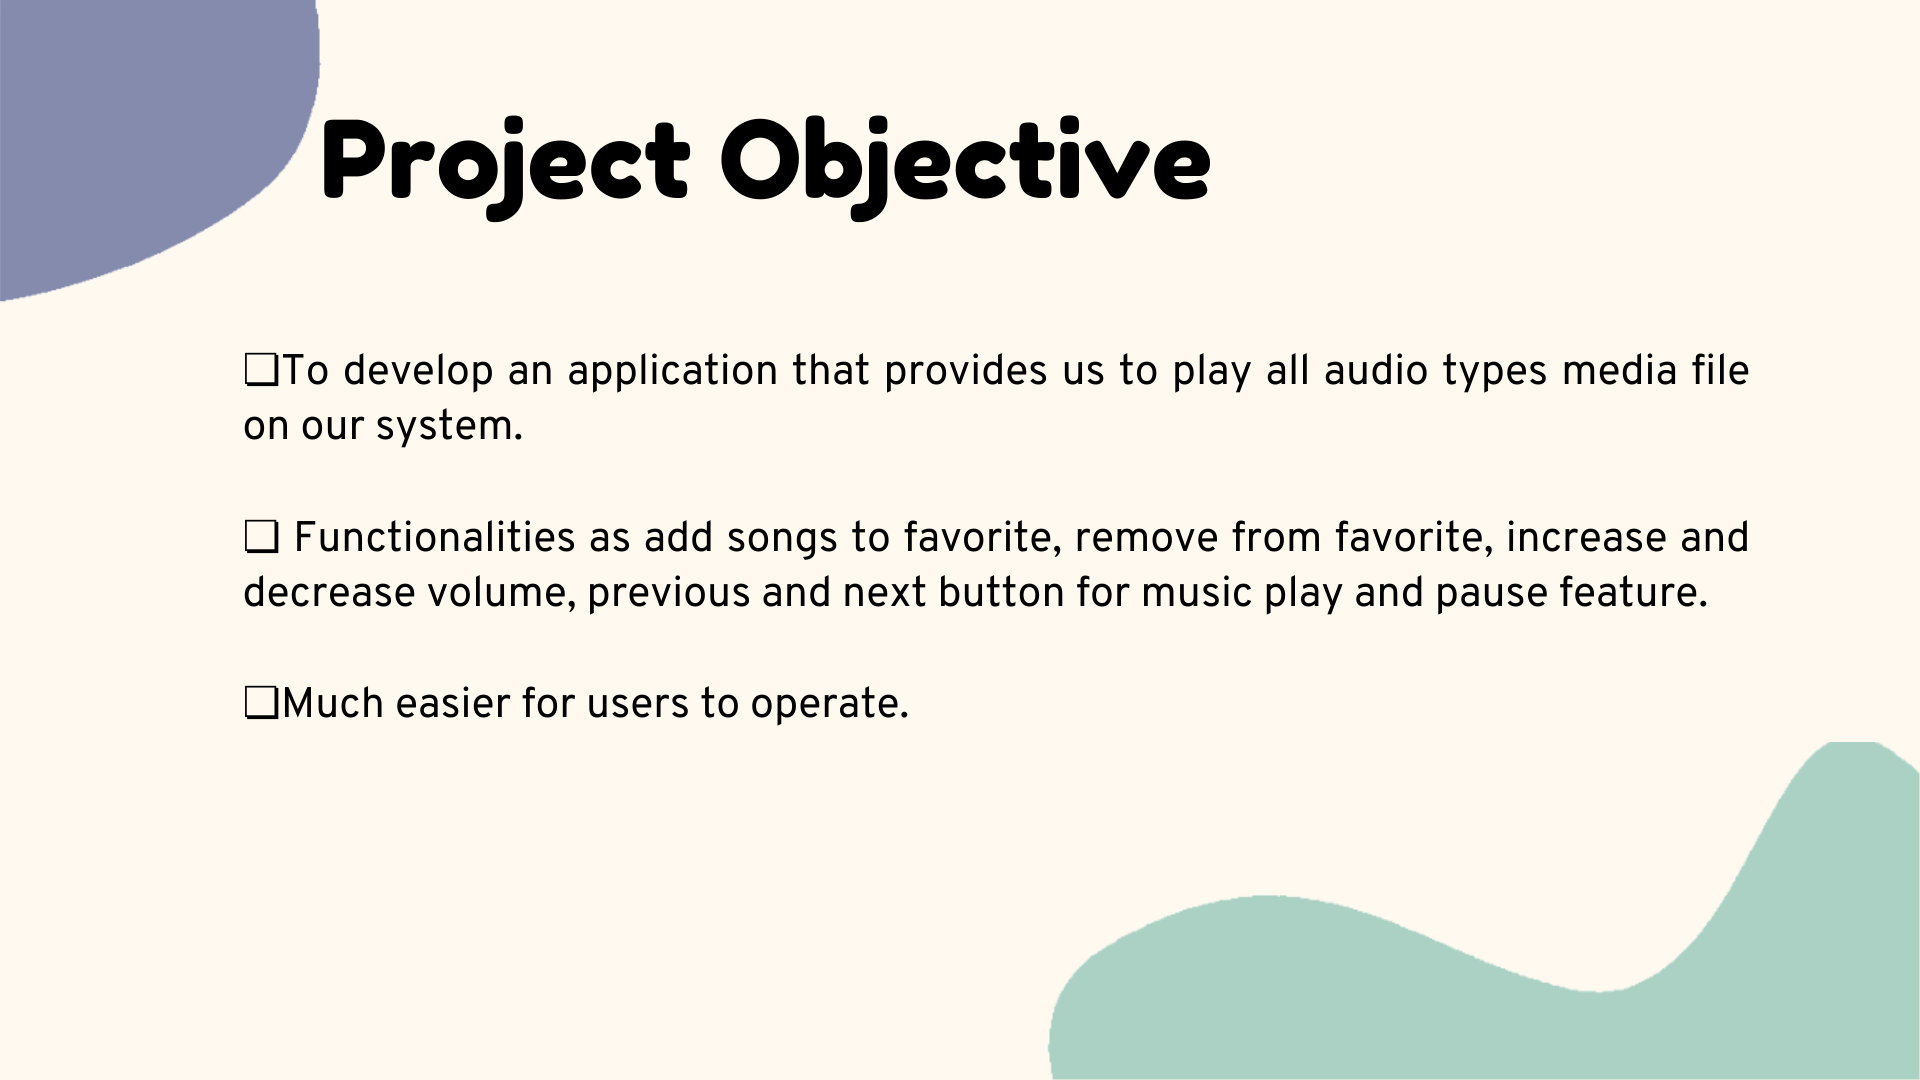 Project Objective
❑To develop an application that provides us to play all audio types media file
on our system.
❑ Functionalities as add songs to favorite, remove from favorite, increase and
decrease volume, previous and next button for music play and pause feature.
❑Much easier for users to operate.